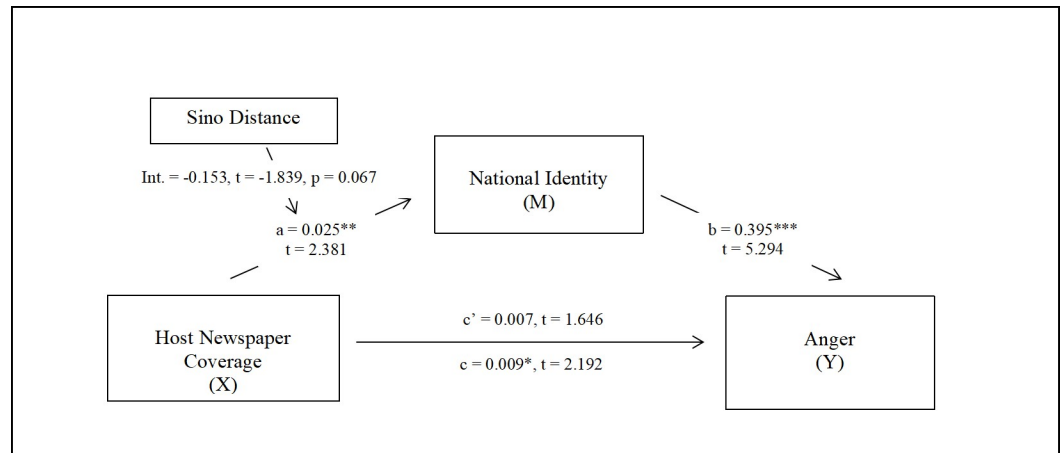 Sino Distance
Int. = -0.153, t = -1.839, p = 0.067
a = 0.025**
t = 2.381
National Identity
(M)
b = 0.395***
t = 5.294
Host Newspaper
Coverage
(X)
c’ = 0.007, t = 1.646
c = 0.009*, t = 2.192
Anger
(Y)